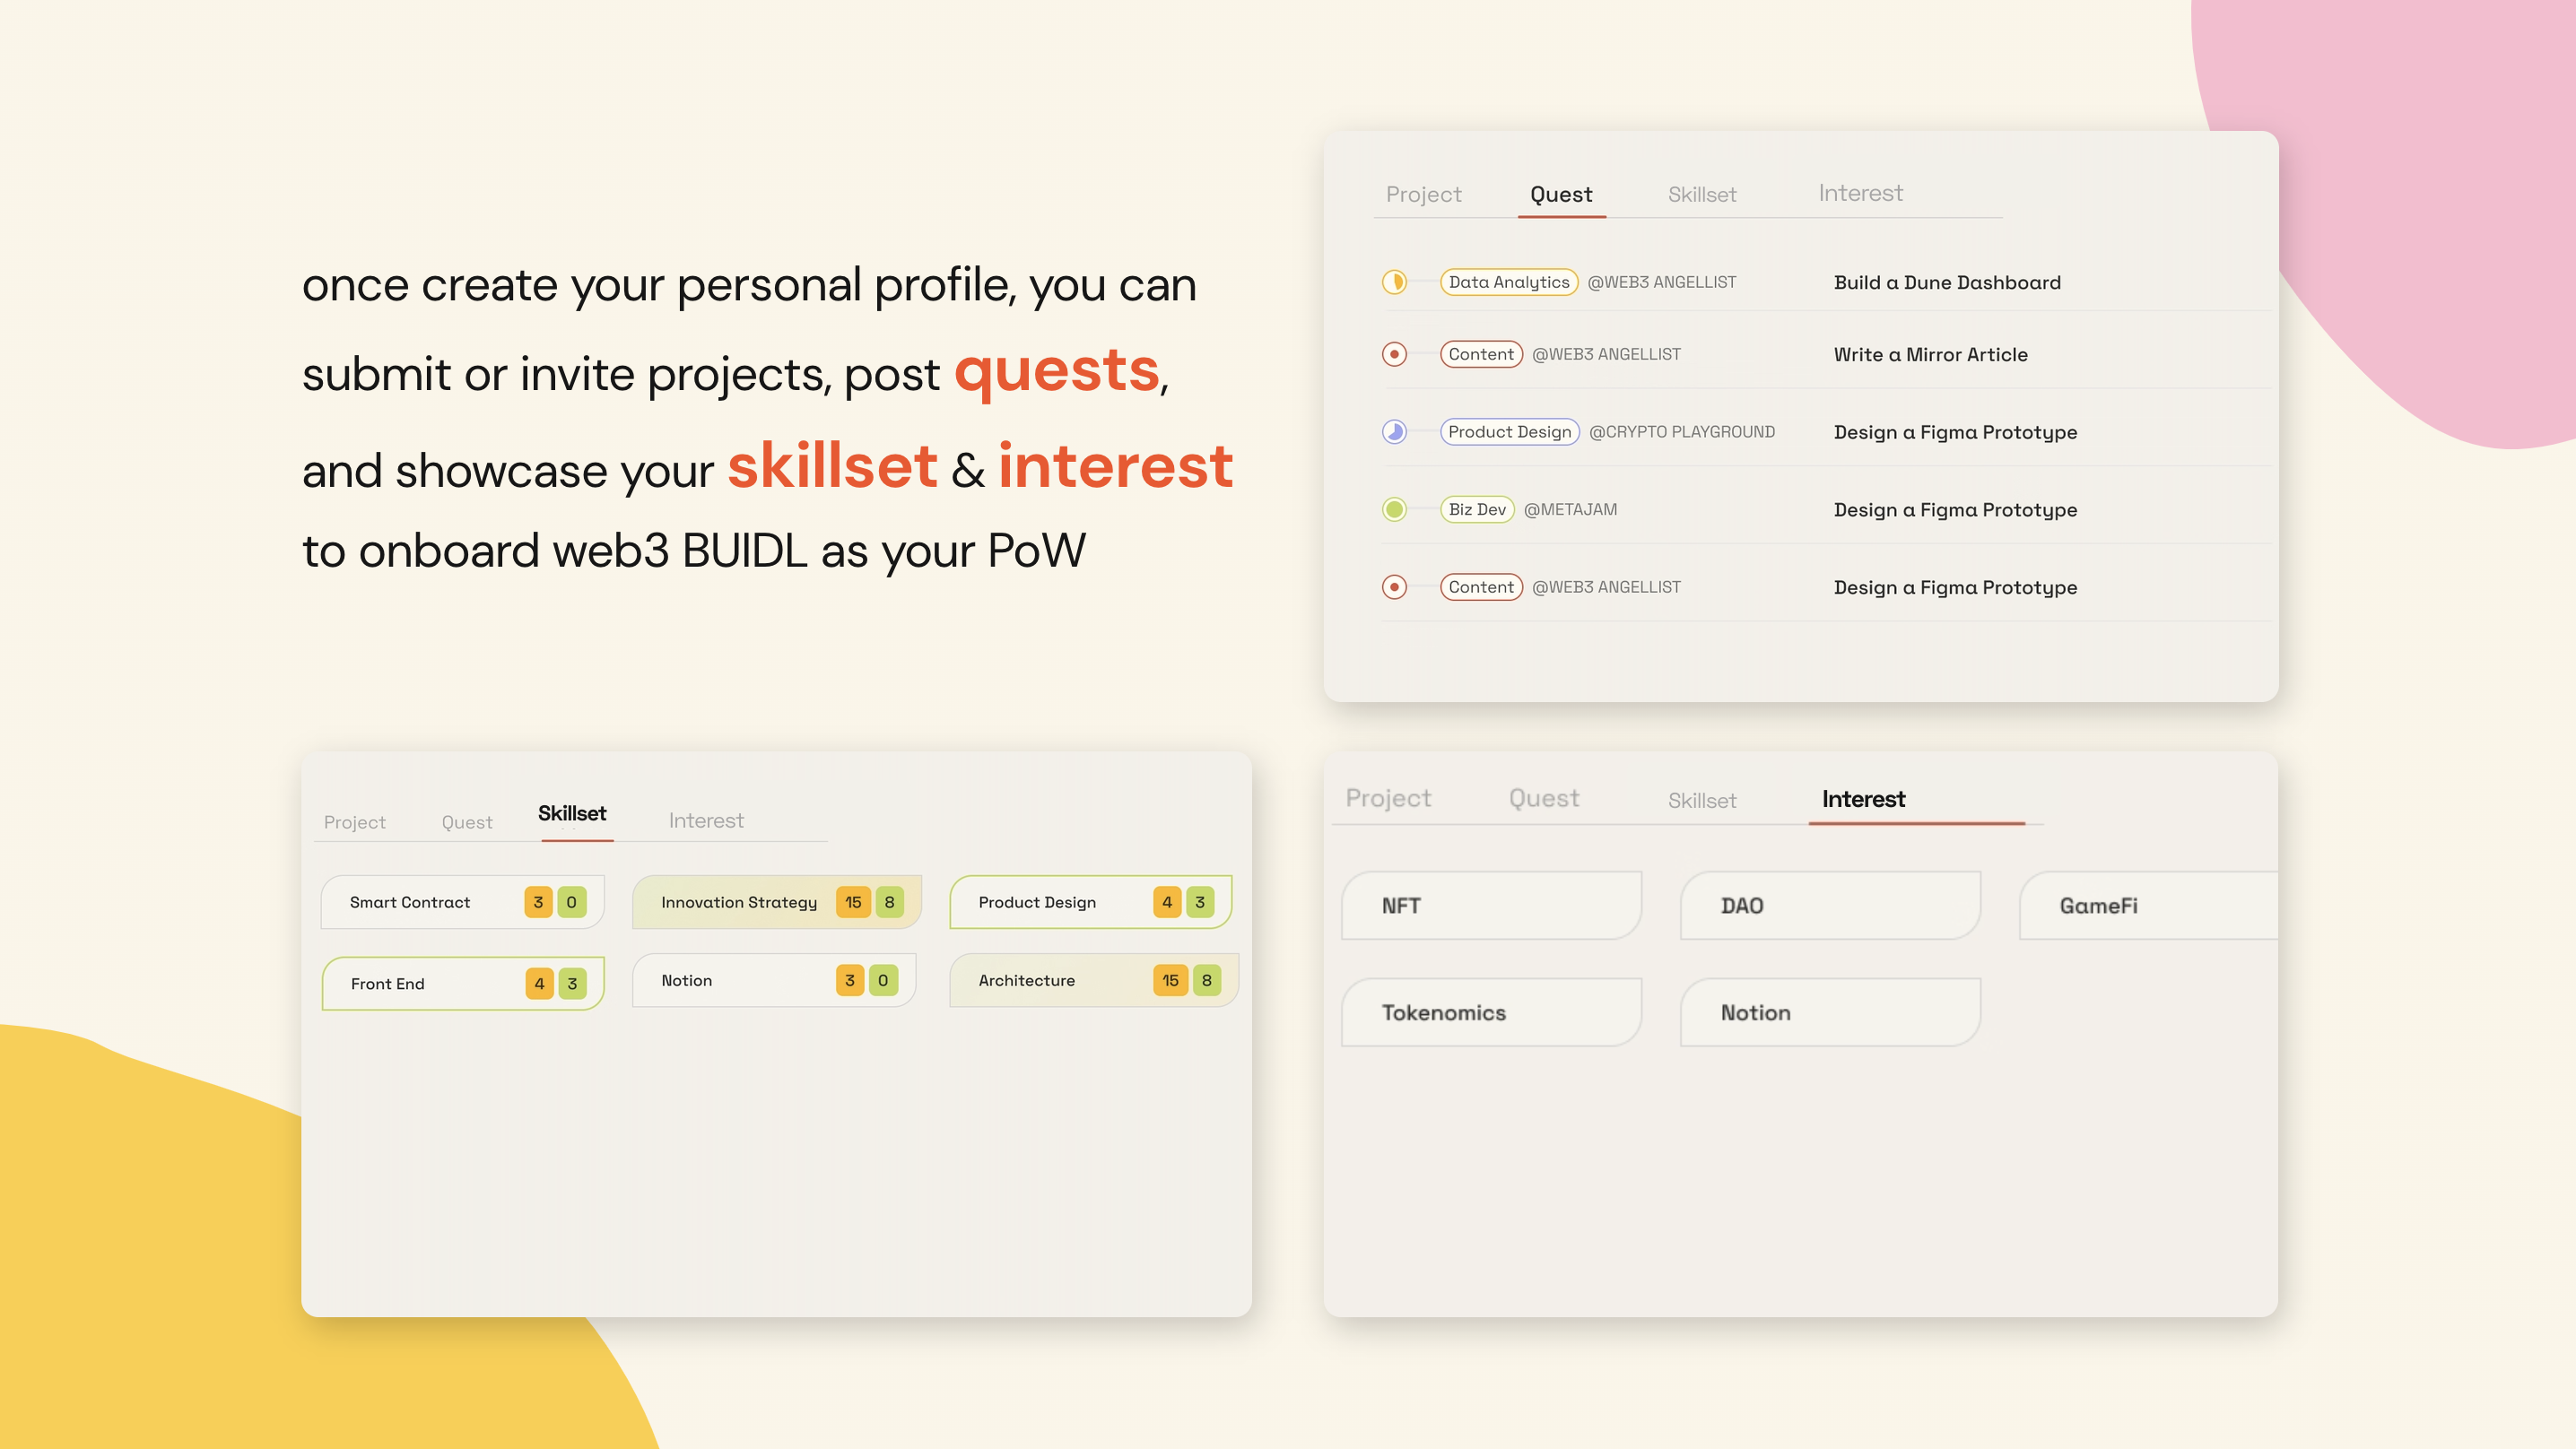 once create your personal profile, you can
submit or invite projects, post quests,
and showcase your skillset & interest
to onboard web3 BUIDL as your PoW
Project Quest Skillset Interest
Data Analytics @WEB3 ANGELLIST Build a Dune Dashboard
Content @WEB3 ANGELLIST Write a Mirror Article
Product Design @CRYPTO PLAYGROUND Design a Figma Prototype
Biz Dev @METAJAM Design a Figma Prototype
Content @WEB3 ANGELLIST Design a Figma Prototype
Project Quest Skillset Interest
Smart Contract 3 0 Innovation Strategy 15 8 Product Design 4 3
Front End 4 3 Notion 3 0 Architecture 15 8
Project Quest Skillset Interest
NFT DAO GameFi
Tokenomics Notion